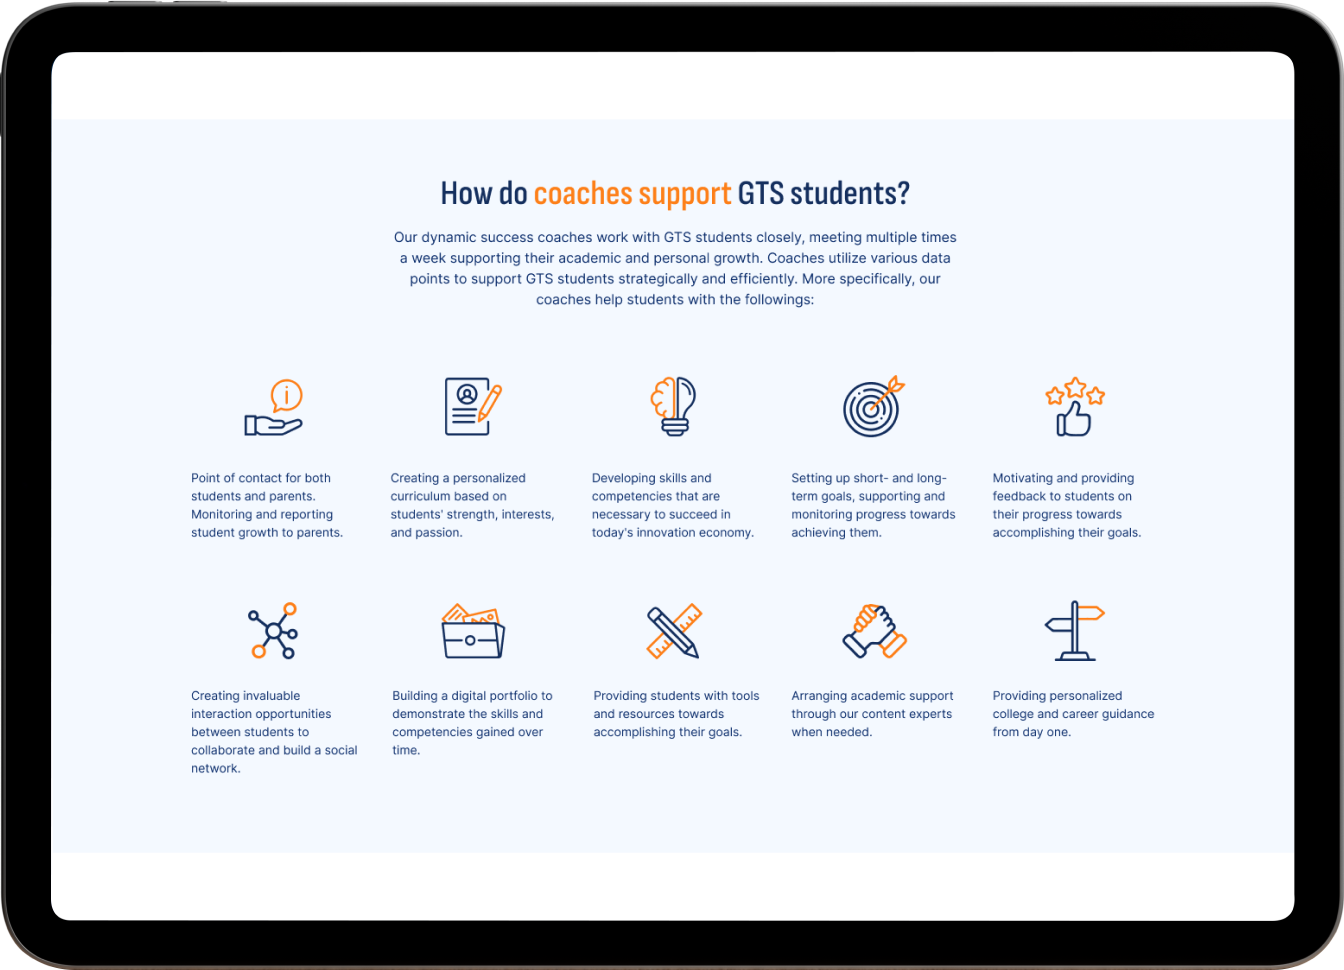 How do coaches support GTS students?
Our dynamic success coaches work with GTS students closely, meeting multiple times
a week supporting their academic and personal growth. Coaches utilize various data
points to support GTS students strategically and efficiently. More specifically, our
coaches help students with the followings:
i
Point of contact for both
students and parents.
Monitoring and reporting
student growth to parents.
Creating a personalized
curriculum based on
students' strength, interests,
and passion.
Developing skills and
competencies that are
necessary to succeed in
today's innovation economy.
Setting up short- and long-
term goals, supporting and
monitoring progress towards
achieving them.
Motivating and providing
feedback to students on
their progress towards
accomplishing their goals.
Creating invaluable
interaction opportunities
between students to
collaborate and build a social
network.
Building a digital portfolio to
demonstrate the skills and
competencies gained over
time.
Providing students with tools
and resources towards
accomplishing their goals.
Arranging academic support
through our content experts
when needed.
Providing personalized
college and career guidance
from day one.